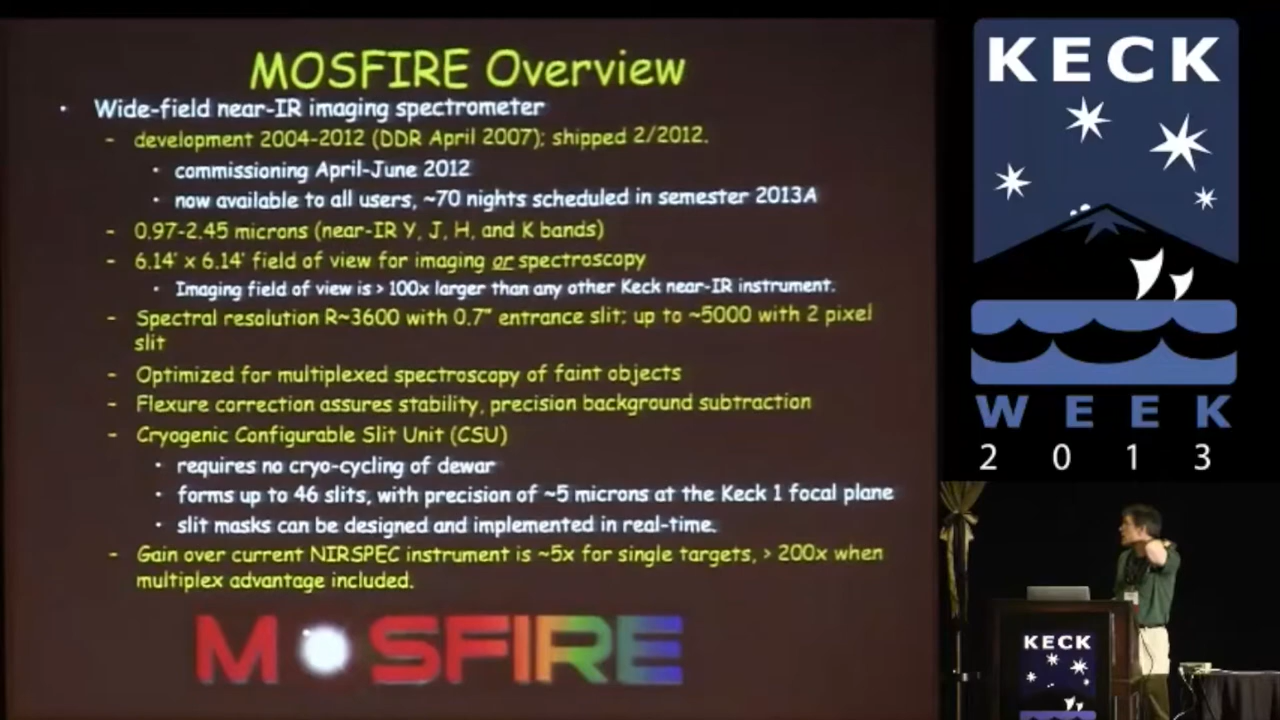 MOSFIRE Overview
• Wide-field near-IR imaging spectrometer
– development 2004-2012 (DDR April 2007); shipped 2/2012.
• commissioning April-June 2012
• now available to all users, ~70 nights scheduled in semester 2013A
– 0.97-2.45 microns (near-IR Y, J, H, and K bands)
– 6.14' x 6.14' field of view for imaging or spectroscopy
• Imaging field of view is > 100x larger than any other Keck near-IR instrument.
– Spectral resolution R~3600 with 0.7" entrance slit; up to ~5000 with 2 pixel
slit
– Optimized for multiplexed spectroscopy of faint objects
– Flexure correction assures stability, precision background subtraction
– Cryogenic Configurable Slit Unit (CSU)
• requires no cryo-cycling of dewar
• forms up to 46 slits, with precision of ~5 microns at the Keck 1 focal plane
• slit masks can be designed and implemented in real-time.
– Gain over current NIRSPEC instrument is ~5x for single targets, > 200x when
multiplex advantage included.
MOSFIRE
KECK
WEEK
2013
KECK